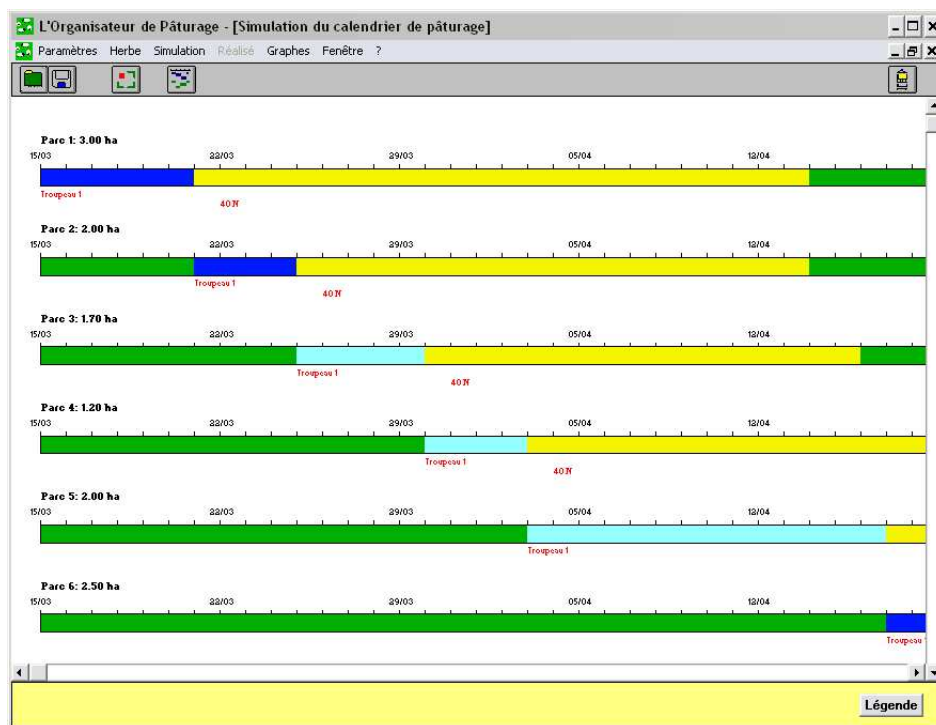 L'Organisateur de Pâturage - [Simulation du calendrier de pâturage]
Paramètres Herbe Simulation Réalisé Graphes Fenêtre ?
Parc 1: 3.00 ha
15/03 22/03 29/03 05/04 12/04
Troupeau 1
40 N
Parc 2: 2.00 ha
15/03 22/03 29/03 05/04 12/04
Troupeau 1
40 N
Parc 3: 1.70 ha
15/03 22/03 29/03 05/04 12/04
Troupeau 1
40 N
Parc 4: 1.20 ha
15/03 22/03 29/03 05/04 12/04
Troupeau 1
40 N
Parc 5: 2.00 ha
15/03 22/03 29/03 05/04 12/04
Troupeau 1
Parc 6: 2.50 ha
15/03 22/03 29/03 05/04 12/04
Troupeau 1
Légende